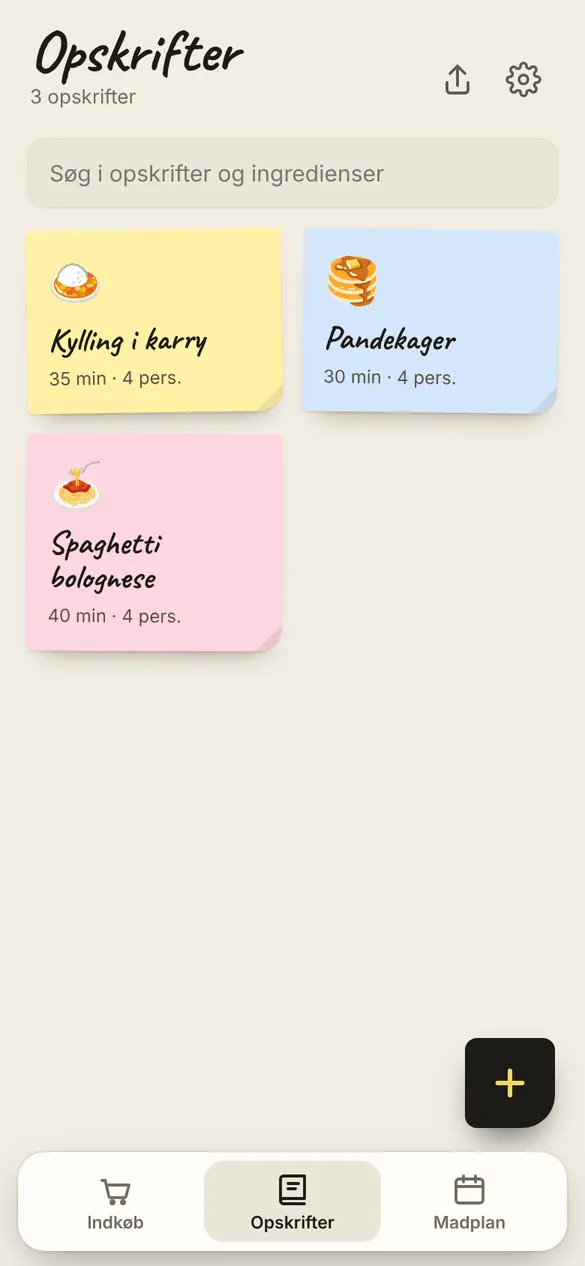 Opskrifter
3 opskrifter
Søg i opskrifter og ingredienser
Kylling i karry
35 min · 4 pers.
Pandekager
30 min · 4 pers.
Spaghetti
bolognese
40 min · 4 pers.
Indkøb
Opskrifter
Madplan